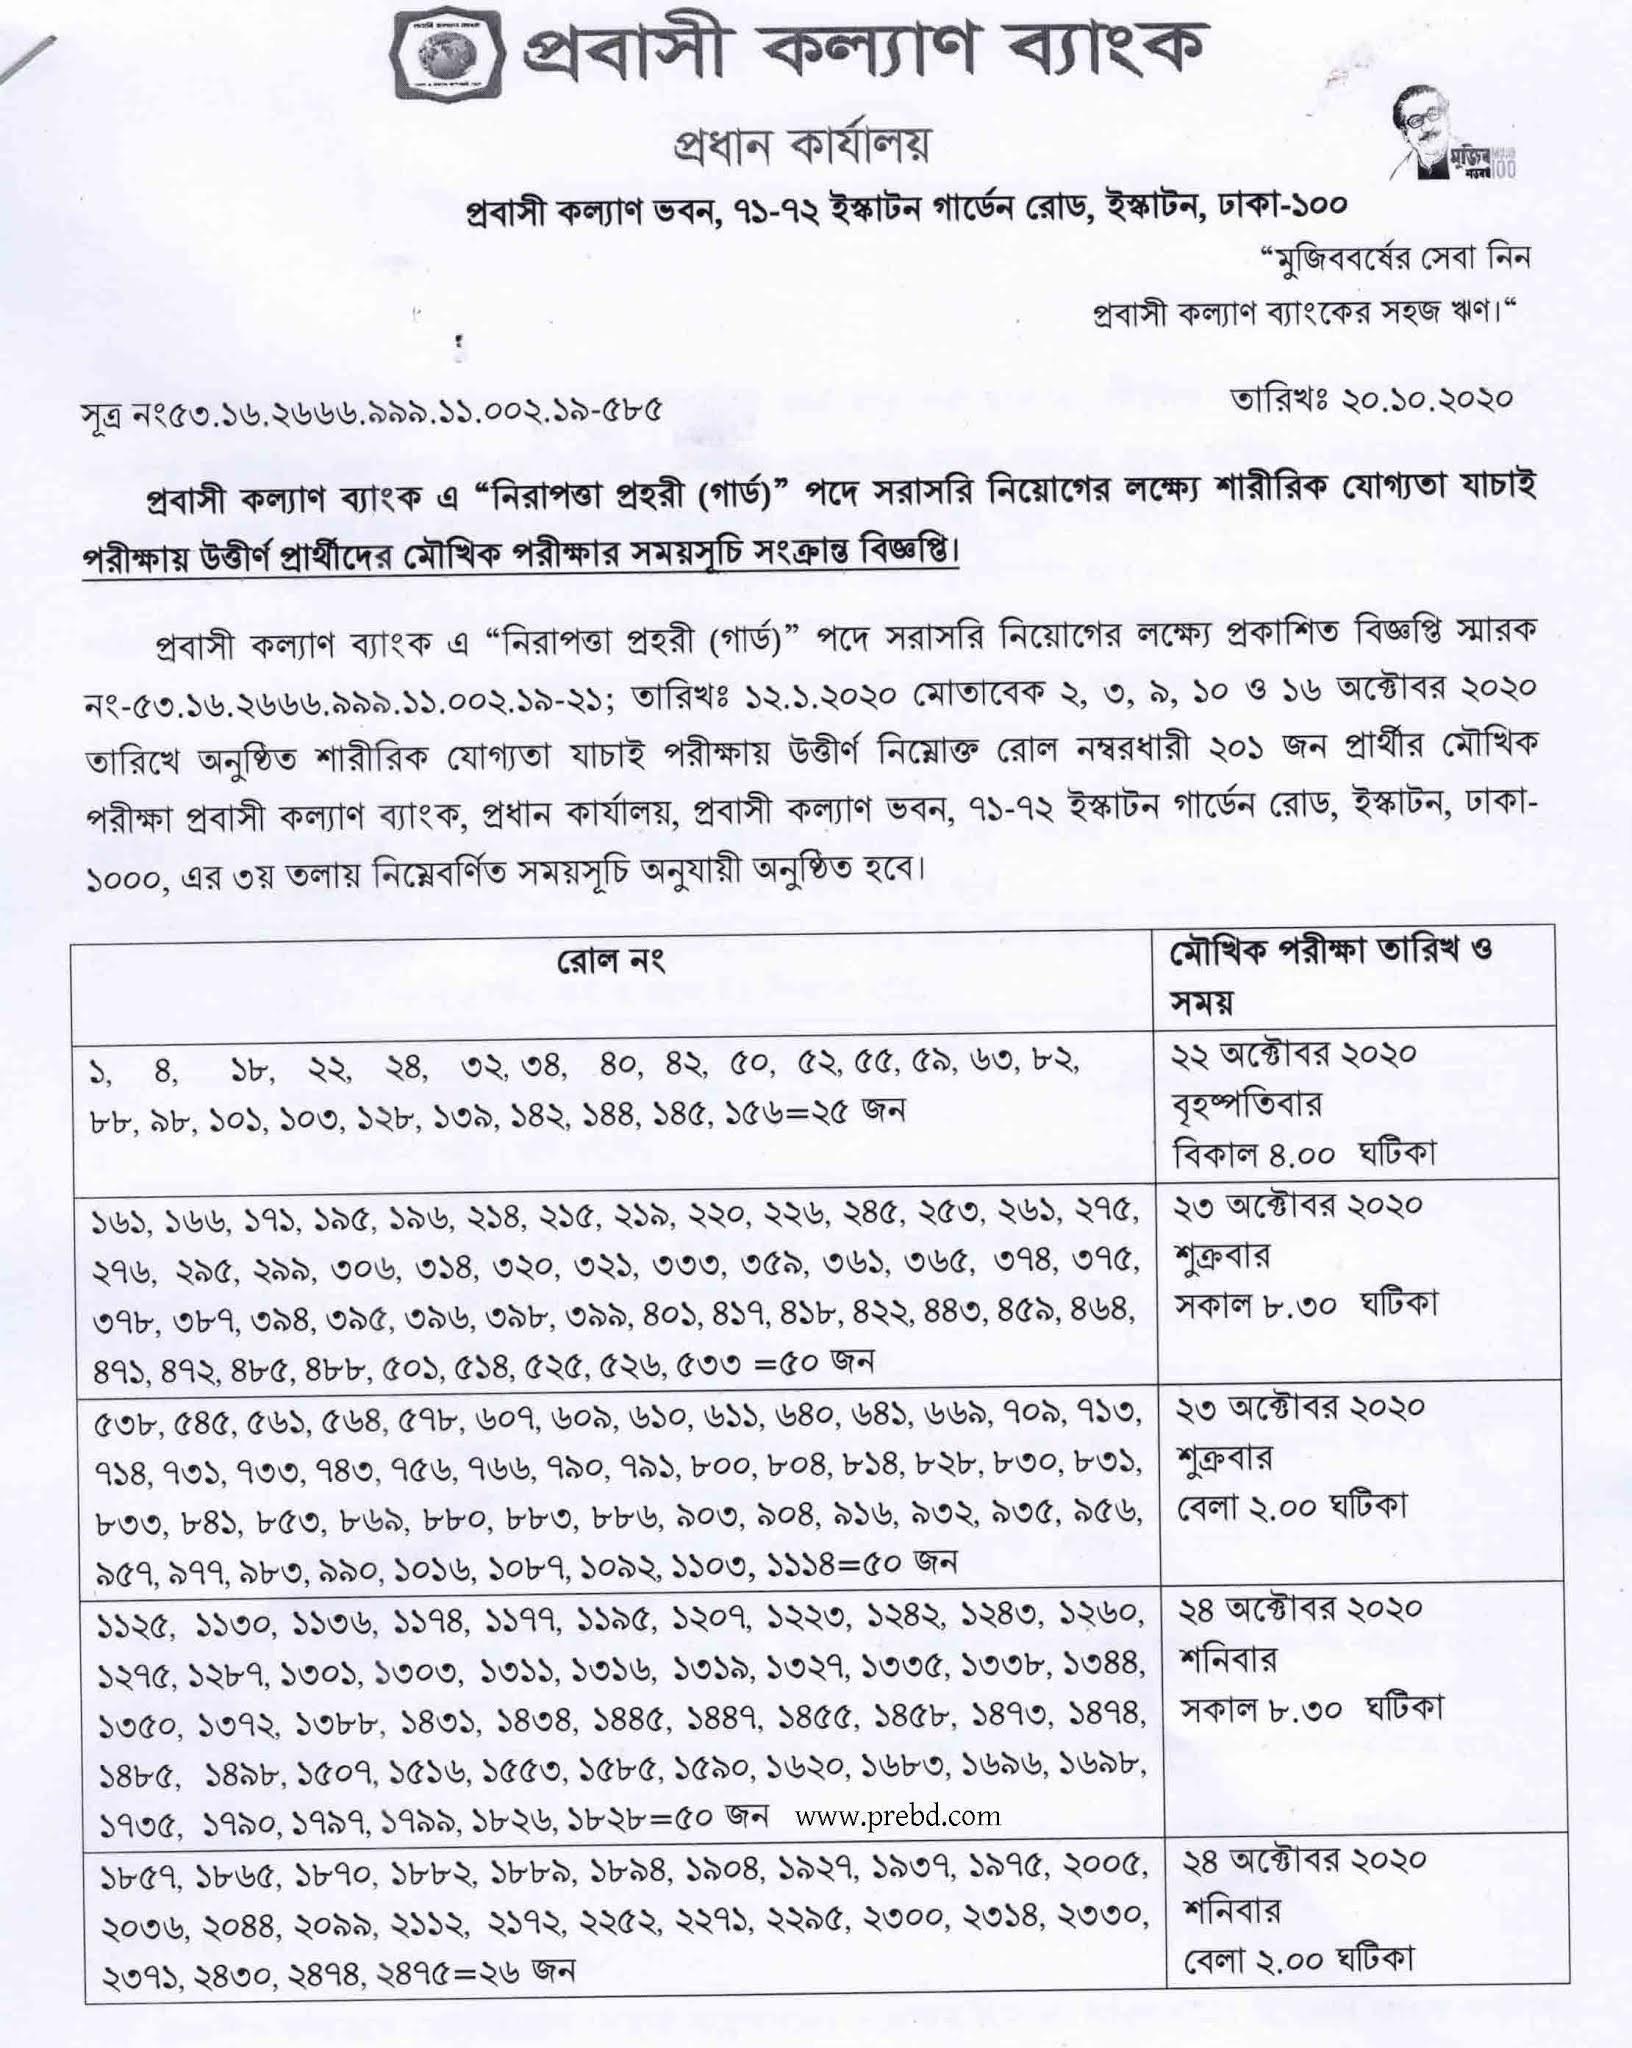 প্রবাসী কল্যাণ ব্যাংক
প্রধান কার্যালয়
মুজিব
100
প্রবাসী কল্যাণ ভবন, ৭১-৭২ ইস্কাটন গার্ডেন রোড, ইস্কাটন, ঢাকা-১০০
“মুজিববর্ষের সেবা নিন
প্রবাসী কল্যাণ ব্যাংকের সহজ ঋণ।“
সূত্র নং৫৩.১৬.২৬৬৬.৯৯৯.১১.০০২.১৯-৫৮৫
তারিখঃ ২০.১০.২০২০
প্রবাসী কল্যাণ ব্যাংক এ “নিরাপত্তা প্রহরী (গার্ড)” পদে সরাসরি নিয়োগের লক্ষ্যে শারীরিক যোগ্যতা যাচাই
পরীক্ষায় উত্তীর্ণ প্রার্থীদের মৌখিক পরীক্ষার সময়সূচি সংক্রান্ত বিজ্ঞপ্তি।
প্রবাসী কল্যাণ ব্যাংক এ “নিরাপত্তা প্রহরী (গার্ড)” পদে সরাসরি নিয়োগের লক্ষ্যে প্রকাশিত বিজ্ঞপ্তি স্মারক
নং-৫৩.১৬.২৬৬৬.৯৯৯.১১.০০২.১৯-২১; তারিখঃ ১২.১.২০২০ মোতাবেক ২, ৩, ৯, ১০ ও ১৬ অক্টোবর ২০২০
তারিখে অনুষ্ঠিত শারীরিক যোগ্যতা যাচাই পরীক্ষায় উত্তীর্ণ নিম্নোক্ত রোল নম্বরধারী ২০১ জন প্রার্থীর মৌখিক
পরীক্ষা প্রবাসী কল্যাণ ব্যাংক, প্রধান কার্যালয়, প্রবাসী কল্যাণ ভবন, ৭১-৭২ ইস্কাটন গার্ডেন রোড, ইস্কাটন, ঢাকা-
১০০০, এর ৩য় তলায় নিম্নেবর্ণিত সময়সূচি অনুযায়ী অনুষ্ঠিত হবে।
রোল নং
মৌখিক পরীক্ষা তারিখ ও
সময়
১, ৪, ১৮, ২২, ২৪, ৩২, ৩৪, ৪০, ৪২, ৫০, ৫২, ৫৫, ৫৯, ৬৩, ৮২,
৮৮, ৯৮, ১০১, ১০৩, ১২৮, ১৩৯, ১৪২, ১৪৪, ১৪৫, ১৫৬=২৫ জন
২২ অক্টোবর ২০২০
বৃহষ্পতিবার
বিকাল ৪.০০ ঘটিকা
১৬১, ১৬৬, ১৭১, ১৯৫, ১৯৬, ২১৪, ২১৫, ২১৯, ২২০, ২২৬, ২৪৫, ২৫৩, ২৬১, ২৭৫,
২৭৬, ২৯৫, ২৯৯, ৩০৬, ৩১৪, ৩২০, ৩২১, ৩৩৩, ৩৫৯, ৩৬১, ৩৬৫, ৩৭৪, ৩৭৫,
৩৭৮, ৩৮৭, ৩৯৪, ৩৯৫, ৩৯৬, ৩৯৮, ৩৯৯, ৪০১, ৪১৭, ৪১৮, ৪২২, ৪৪৩, ৪৫৯, ৪৬৪,
৪৭১, ৪৭২, ৪৮৫, ৪৮৮, ৫০১, ৫১৪, ৫২৫, ৫২৬, ৫৩৩ =৫০ জন
২৩ অক্টোবর ২০২০
শুক্রবার
সকাল ৮.৩০ ঘটিকা
৫৩৮, ৫৪৫, ৫৬১, ৫৬৪, ৫৭৮, ৬০৭, ৬০৯, ৬১০, ৬১১, ৬৪০, ৬৪১, ৬৬৯, ৭০৯, ৭১৩,
৭১৪, ৭৩১, ৭৩৩, ৭৪৩, ৭৫৬, ৭৬৬, ৭৯০, ৭৯১, ৮০০, ৮০৪, ৮১৪, ৮২৮, ৮৩০, ৮৩১,
৮৩৩, ৮৪১, ৮৫৩, ৮৬৯, ৮৮০, ৮৮৩, ৮৮৬, ৯০৩, ৯০৪, ৯১৬, ৯৩২, ৯৩৫, ৯৫৬,
৯৫৭, ৯৭৭, ৯৮৩, ৯৯০, ১০১৬, ১০৮৭, ১০৯২, ১১০৩, ১১১৪=৫০ জন
২৩ অক্টোবর ২০২০
শুক্রবার
বেলা ২.০০ ঘটিকা
১১২৫, ১১৩০, ১১৩৬, ১১৭৪, ১১৭৭, ১১৯৫, ১২০৭, ১২২৩, ১২৪২, ১২৪৩, ১২৬০,
১২৭৫, ১২৮৭, ১৩০১, ১৩০৩, ১৩১১, ১৩১৬, ১৩১৯, ১৩২৭, ১৩৩৫, ১৩৩৮, ১৩৪৪,
১৩৫০, ১৩৭২, ১৩৮৮, ১৪৩১, ১৪৩৪, ১৪৪৫, ১৪৪৭, ১৪৫৫, ১৪৫৮, ১৪৭৩, ১৪৭৪,
১৪৮৫, ১৪৯৮, ১৫০৭, ১৫১৬, ১৫৫৩, ১৫৮৫, ১৫৯০, ১৬২০, ১৬৮৩, ১৬৯৬, ১৬৯৮,
১৭৩৫, ১৭৯০, ১৭৯৭, ১৭৯৯, ১৮২৬, ১৮২৮=৫০ জন www.prebd.com
২৪ অক্টোবর ২০২০
শনিবার
সকাল ৮.৩০ ঘটিকা
১৮৫৭, ১৮৬৫, ১৮৭০, ১৮৮২, ১৮৮৯, ১৮৯৪, ১৯০৪, ১৯২৭, ১৯৩৭, ১৯৭৫, ২০০৫,
২০৩৬, ২০৪৪, ২০৯৯, ২১১২, ২১৭২, ২২৫২, ২২৭১, ২২৯৫, ২৩০০, ২৩১৪, ২৩৩০,
২৩৭১, ২৪৩০, ২৪৭৪, ২৪৭৫=২৬ জন
২৪ অক্টোবর ২০২০
শনিবার
বেলা ২.০০ ঘটিকা